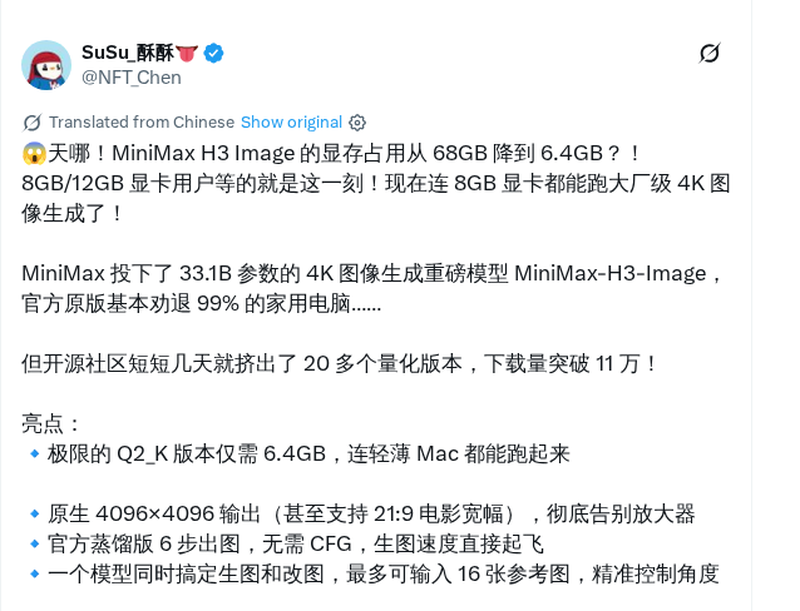 SuSu_酥酥👅
@NFT_Chen
Translated from Chinese Show original
😱天哪！MiniMax H3 Image 的显存占用从 68GB 降到 6.4GB？！
8GB/12GB 显卡用户等的就是这一刻！现在连 8GB 显卡都能跑大厂级 4K 图
像生成了！
MiniMax 投下了 33.1B 参数的 4K 图像生成重磅模型 MiniMax-H3-Image，
官方原版基本劝退 99% 的家用电脑......
但开源社区短短几天就挤出了 20 多个量化版本，下载量突破 11 万！
亮点：
🔹极限的 Q2_K 版本仅需 6.4GB，连轻薄 Mac 都能跑起来
🔹原生 4096×4096 输出（甚至支持 21:9 电影宽幅），彻底告别放大器
🔹官方蒸馏版 6 步出图，无需 CFG，生图速度直接起飞
🔹一个模型同时搞定生图和改图，最多可输入 16 张参考图，精准控制角度